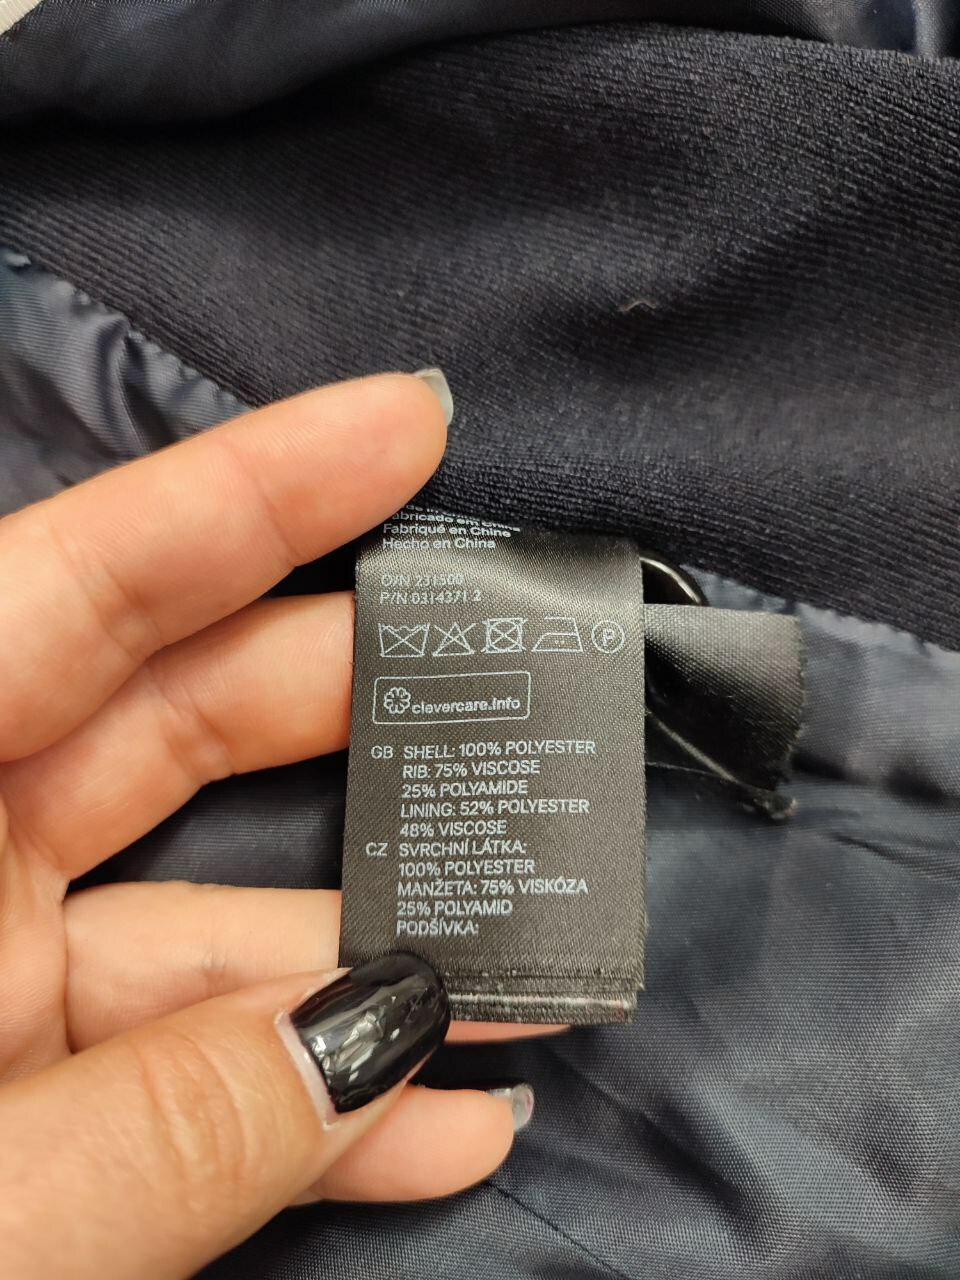 Fabricado em China
Fabriqué en Chine
Hecho en China
O/N 231500
P/N 0314371 2
P
clevercare.info
GB SHELL: 100% POLYESTER
RIB: 75% VISCOSE
25% POLYAMIDE
LINING: 52% POLYESTER
48% VISCOSE
CZ SVRCHNÍ LÁTKA:
100% POLYESTER
MANŽETA: 75% VISKÓZA
25% POLYAMID
PODŠÍVKA: